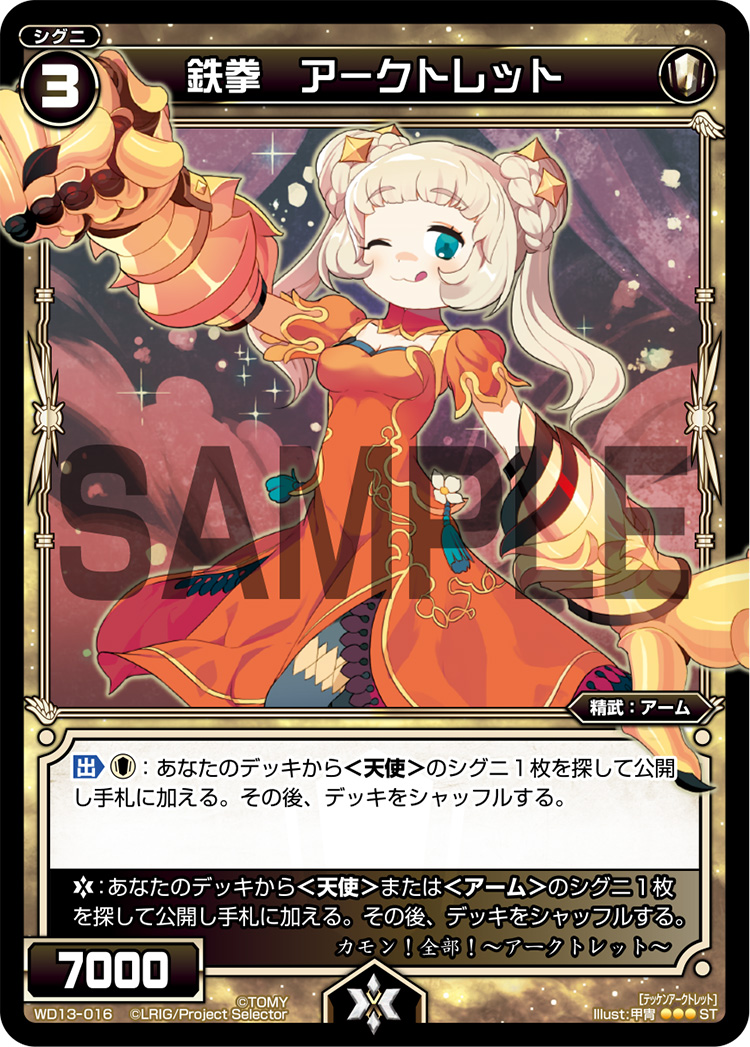 シグニ
3
鉄拳　アークトレット
SAMPLE
精武：アーム
出：あなたのデッキから<天使>のシグニ１枚を探して公開
し手札に加える。その後、デッキをシャッフルする。
：あなたのデッキから<天使>または<アーム>のシグニ１枚
を探して公開し手札に加える。その後、デッキをシャッフルする。
カモン！全部！～アークトレット～
7000
WD13-016 ©LRIG/Project Selector
©TOMY
[テッケンアークトレット]
Illust:甲冑 ST